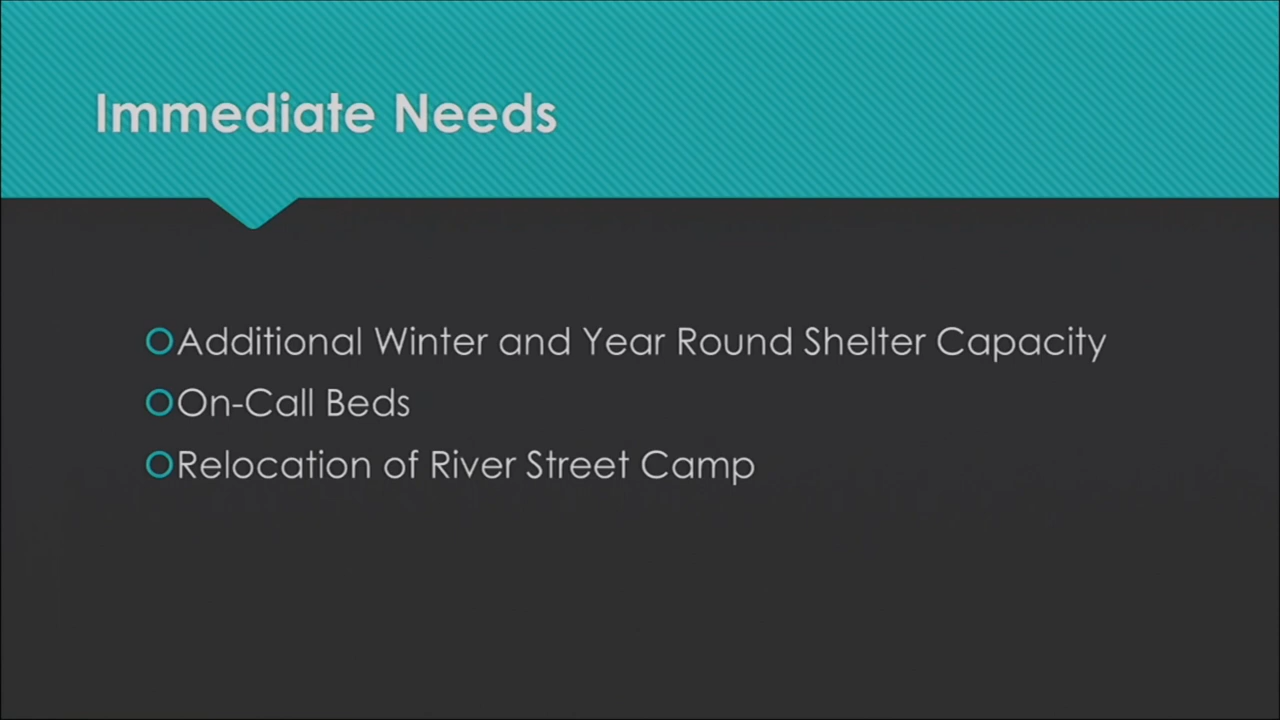 Immediate Needs
Additional Winter and Year Round Shelter Capacity
On-Call Beds
Relocation of River Street Camp